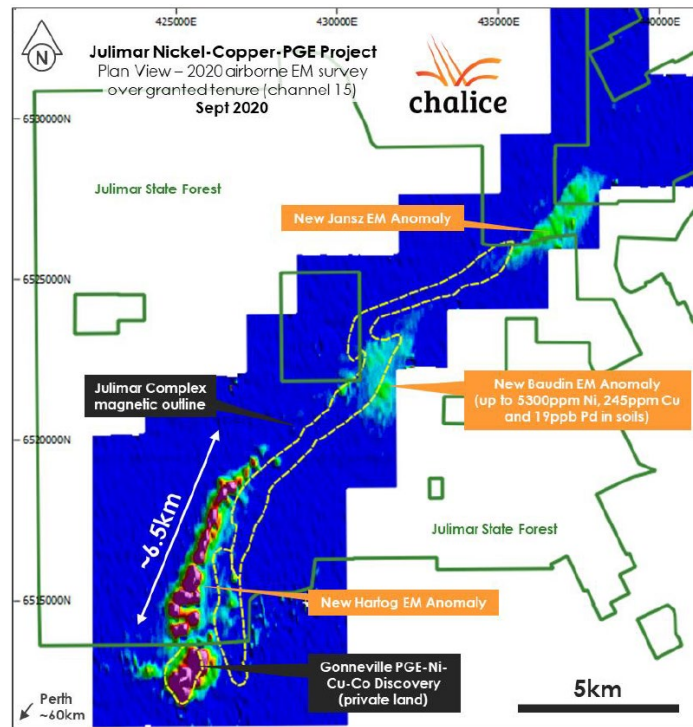 425000E
430000E
435000E
40000E
N
Julimar Nickel-Copper-PGE Project
Plan View – 2020 airborne EM survey
over granted tenure (channel 15)
Sept 2020
chalice
6530000N
Julimar State Forest
New Jansz EM Anomaly
6525000N
Julimar Complex
magnetic outline
New Baudin EM Anomaly
(up to 5300ppm Ni, 245ppm Cu
and 19ppb Pd in soils)
6520000N
~6.5km
Julimar State Forest
6515000N
New Hartog EM Anomaly
Gonneville PGE-Ni-
Cu-Co Discovery
(private land)
Perth
~60km
5km